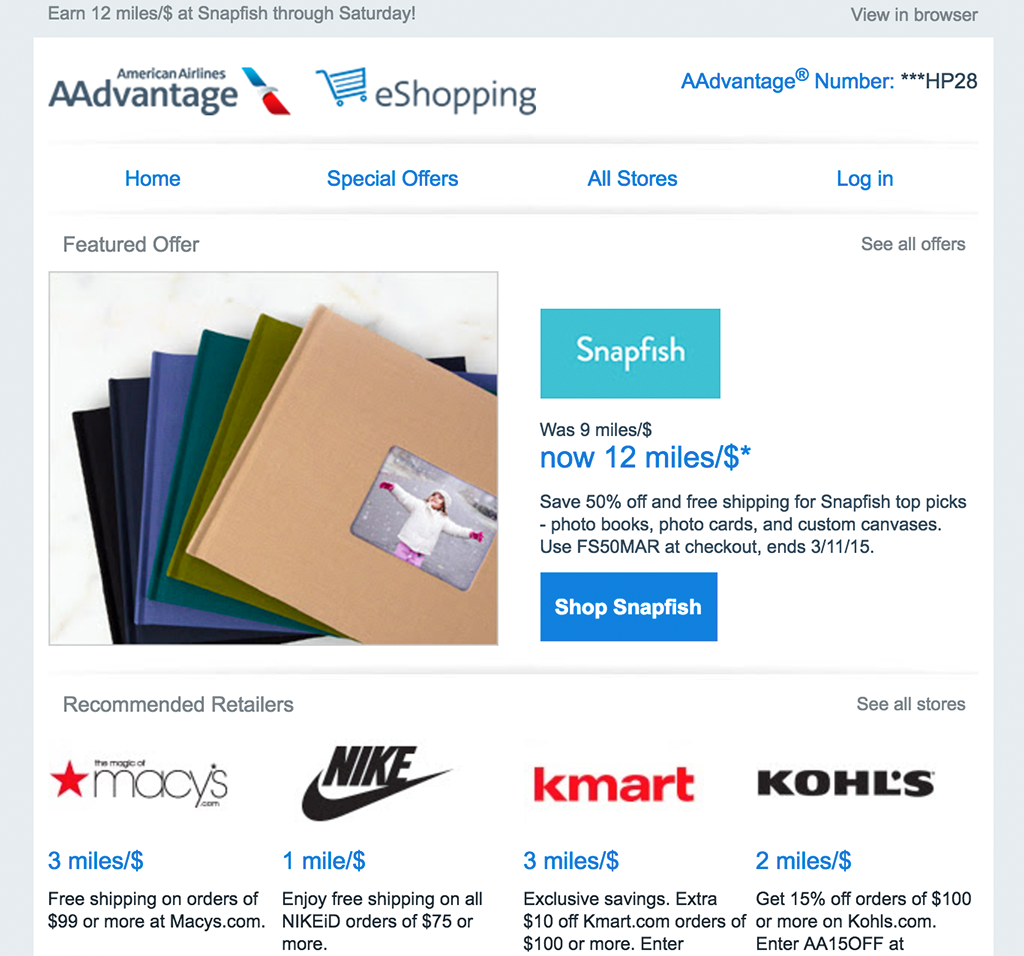 Earn 12 miles/$ at Snapfish through Saturday!
View in browser
American Airlines
AAdvantage
eShopping
AAdvantage® Number: ***HP28
Home
Special Offers
All Stores
Log in
Featured Offer
See all offers
Snapfish
Was 9 miles/$
now 12 miles/$*
Save 50% off and free shipping for Snapfish top picks
- photo books, photo cards, and custom canvases.
Use FS50MAR at checkout, ends 3/11/15.
Shop Snapfish
Recommended Retailers
See all stores
the magic of
macy's
.com
NIKE
kmart
KOHL'S
3 miles/$
1 mile/$
3 miles/$
2 miles/$
Free shipping on orders of
$99 or more at Macys.com.
Enjoy free shipping on all
NIKEiD orders of $75 or
more.
Exclusive savings. Extra
$10 off Kmart.com orders of
$100 or more. Enter
Get 15% off orders of $100
or more on Kohls.com.
Enter AA15OFF at